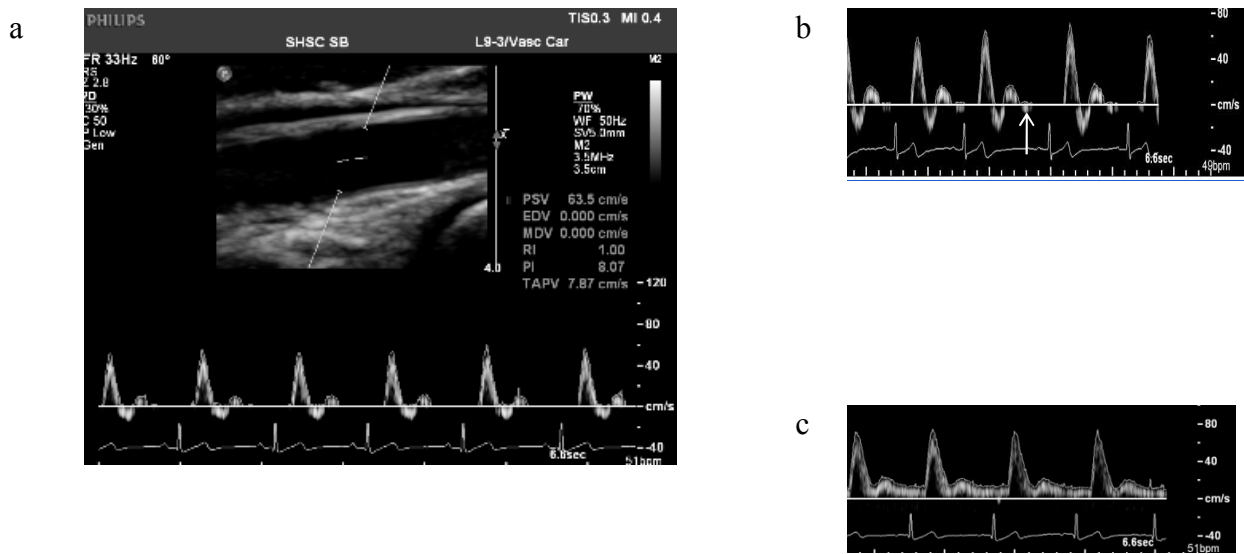 a
PHILIPS
TIS0.3 MI 0.4
SHSC SB
L9-3/Vasc Car
FR 33Hz 60°
RS
Z 2.8
M2
2D
30%
C 50
P Low
Gen
PW
70%
WF 50Hz
SV5.0mm
M2
3.5MHz
3.5cm
PSV 63.5 cm/s
EDV 0.000 cm/s
MDV 0.000 cm/s
RI 1.00
PI 8.07
TAPV 7.87 cm/s
4.0
-120
-80
-40
-cm/s
--40
6.6sec
51bpm
b
-80
-40
cm/s
-40
6.6sec
49bpm
c
-80
-40
-cm/s
--40
6.6sec
51bpm